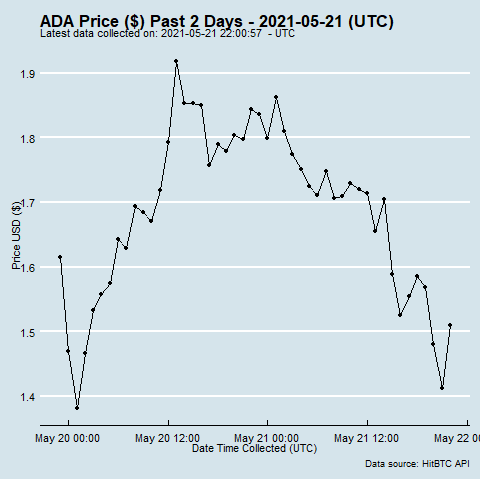 ADA Price ($) Past 2 Days - 2021-05-21 (UTC)
Latest data collected on: 2021-05-21 22:00:57 - UTC
1.9
1.8
1.7
1.6
1.5
1.4
Price USD ($)
May 20 00:00
May 20 12:00
May 21 00:00
May 21 12:00
May 22 00
Date Time Collected (UTC)
Data source: HitBTC API